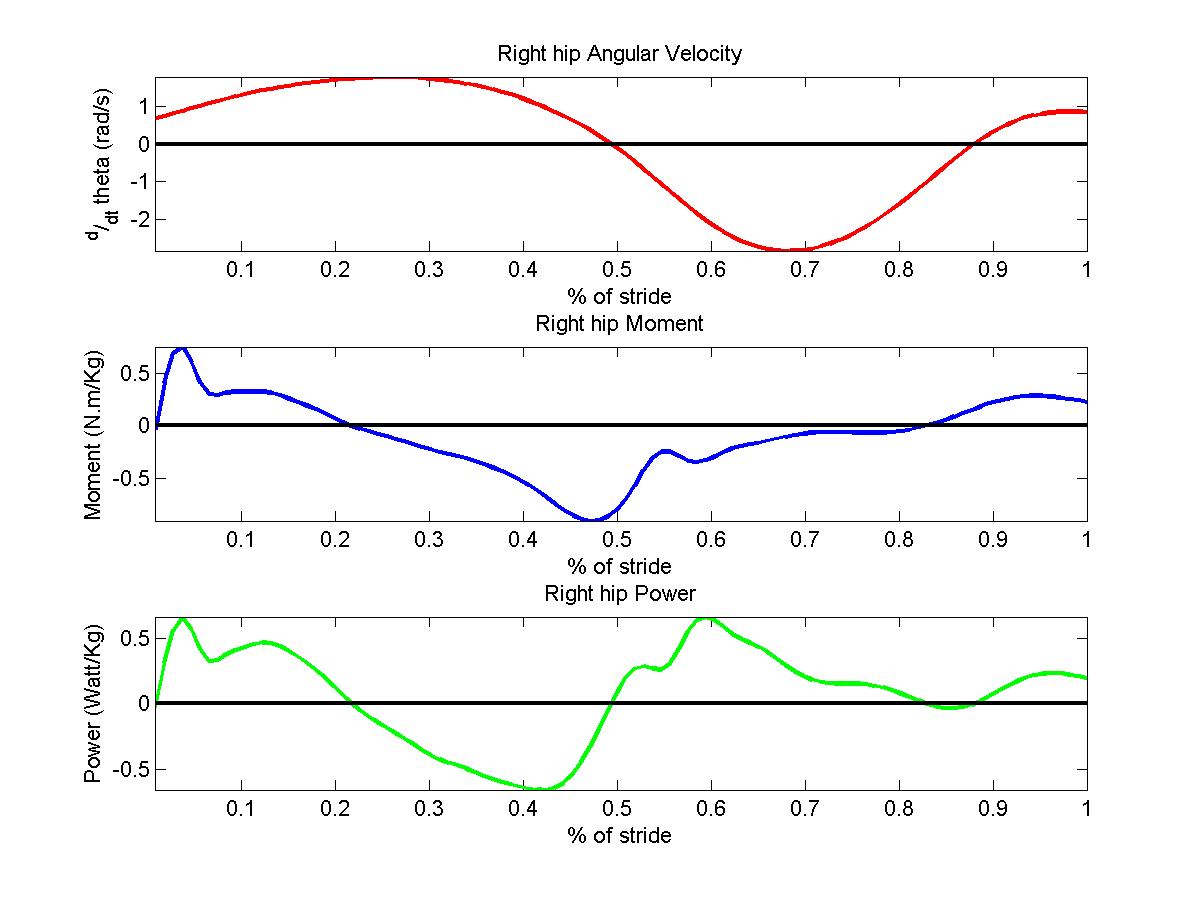 Right hip Angular Velocity
d/dt theta (rad/s)
1
0
-1
-2
0.1 0.2 0.3 0.4 0.5 0.6 0.7 0.8 0.9 1
% of stride
Right hip Moment
Moment (N.m/Kg)
0.5
0
-0.5
0.1 0.2 0.3 0.4 0.5 0.6 0.7 0.8 0.9 1
% of stride
Right hip Power
Power (Watt/Kg)
0.5
0
-0.5
0.1 0.2 0.3 0.4 0.5 0.6 0.7 0.8 0.9 1
% of stride